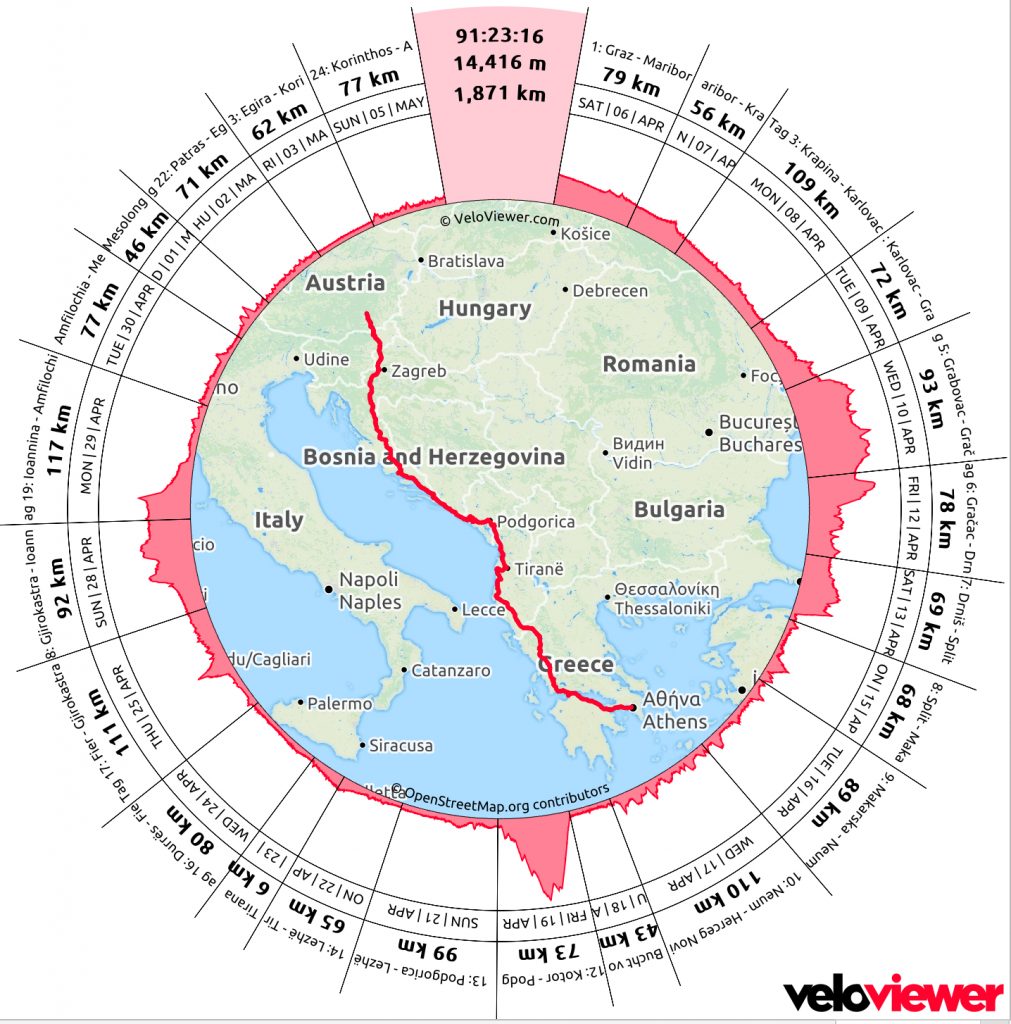 91:23:16
14,416 m
1,871 km
1: Graz - Maribor
79 km
SAT | 06 | APR
aribor - Kra
56 km
N | 07 | AP
Tag 3: Krapina - Karlovac
109 km
MON | 08 | APR
: Karlovac - Gra
72 km
TUE | 09 | APR
g 5: Grabovac - Grač
93 km
WED | 10 | APR
ag 6: Gračac - Drn
78 km
FRI | 12 | APR
7: Drniš - Split
69 km
SAT | 13 | APR
8: Split - Maka
68 km
ON | 15 | AP
9: Makarska - Neum
89 km
TUE | 16 | APR
10: Neum - Herceg Novi
110 km
WED | 17 | APR
Bucht vo
43 km
U | 18 | A
12: Kotor - Podg
73 km
FRI | 19 | APR
13: Podgorica - Lezhë
99 km
SUN | 21 | APR
14: Lezhë - Tir
65 km
ON | 22 | AP
Tirana
6 km
| 23 |
ag 16: Durrës - Fie
80 km
WED | 24 | APR
Tag 17: Fier - Gjirokastra
111 km
THU | 25 | APR
8: Gjirokastra - Ioann
92 km
SUN | 28 | APR
ag 19: Ioannina - Amfilochi
117 km
MON | 29 | APR
Amfilochia - Me
77 km
TUE | 30 | APR
Mesolong
46 km
D | 01 | M
g 22: Patras - Eg
71 km
HU | 02 | MA
3: Egira - Kori
62 km
RI | 03 | MA
24: Korinthos - A
77 km
SUN | 05 | MAY
© VeloViewer.com
Košice
Bratislava
Austria
Debrecen
Hungary
Udine
Zagreb
Romania
Focș
no
Bucureșt
Buchares
Видин
Vidin
Bosnia and Herzegovina
Bulgaria
Italy
Podgorica
cio
Tiranë
Napoli
Naples
Θεσσαλονίκη
Thessaloniki
Lecce
i
du/Cagliari
Catanzaro
Greece
İ
Αθήνα
Athens
Palermo
Siracusa
lletta
© OpenStreetMap.org contributors
veloviewer